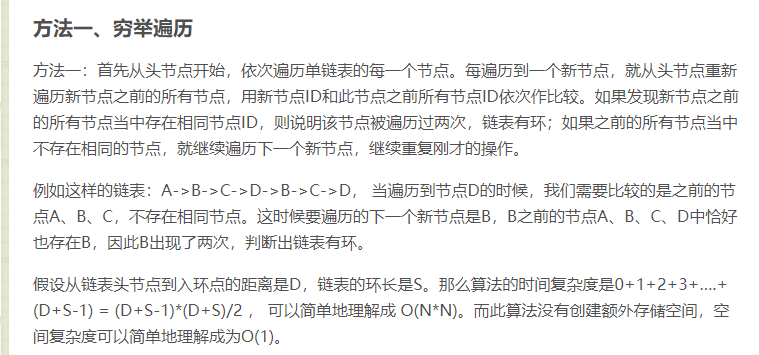 方法一、穷举遍历
方法一：首先从头节点开始，依次遍历单链表的每一个节点。每遍历到一个新节点，就从头节点重新
遍历新节点之前的所有节点，用新节点ID和此节点之前所有节点ID依次作比较。如果发现新节点之前
的所有节点当中存在相同节点ID，则说明该节点被遍历过两次，链表有环；如果之前的所有节点当中
不存在相同的节点，就继续遍历下一个新节点，继续重复刚才的操作。
例如这样的链表：A->B->C->D->B->C->D， 当遍历到节点D的时候，我们需要比较的是之前的节
点A、B、C，不存在相同节点。这时候要遍历的下一个新节点是B，B之前的节点A、B、C、D中恰好
也存在B，因此B出现了两次，判断出链表有环。
假设从链表头节点到入环点的距离是D，链表的环长是S。那么算法的时间复杂度是0+1+2+3+....+
(D+S-1) = (D+S-1)*(D+S)/2 ， 可以简单地理解成 O(N*N)。而此算法没有创建额外存储空间，空
间复杂度可以简单地理解成为O(1)。